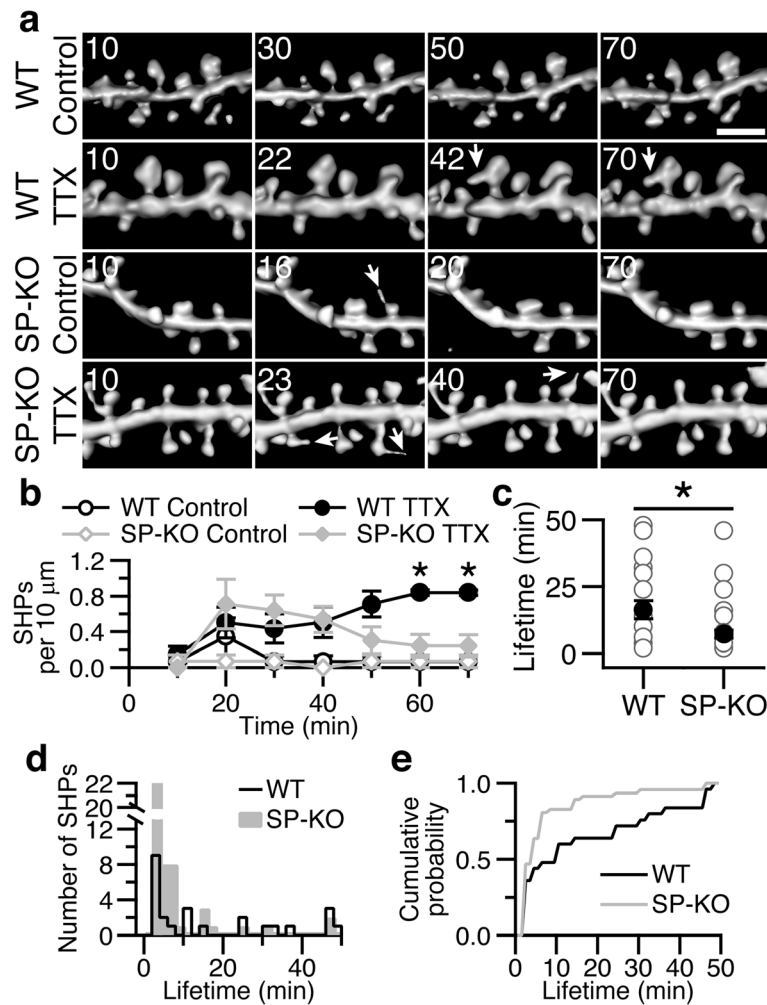 a
WT Control
10 30 50 70
WT TTX
10 22 42 70
SP-KO Control
10 16 20 70
SP-KO TTX
10 23 40 70
b
WT Control WT TTX
SP-KO Control SP-KO TTX
SHPs per 10 μm
1.2
0.8
0.4
0.0
* *
0 20 40 60
Time (min)
c
*
Lifetime (min)
50
25
0
WT SP-KO
d
Number of SHPs
22
20
12
8
4
0
WT
SP-KO
0 20 40
Lifetime (min)
e
Cumulative probability
1.0
0.5
0.0
WT
SP-KO
0 10 20 30 40 50
Lifetime (min)